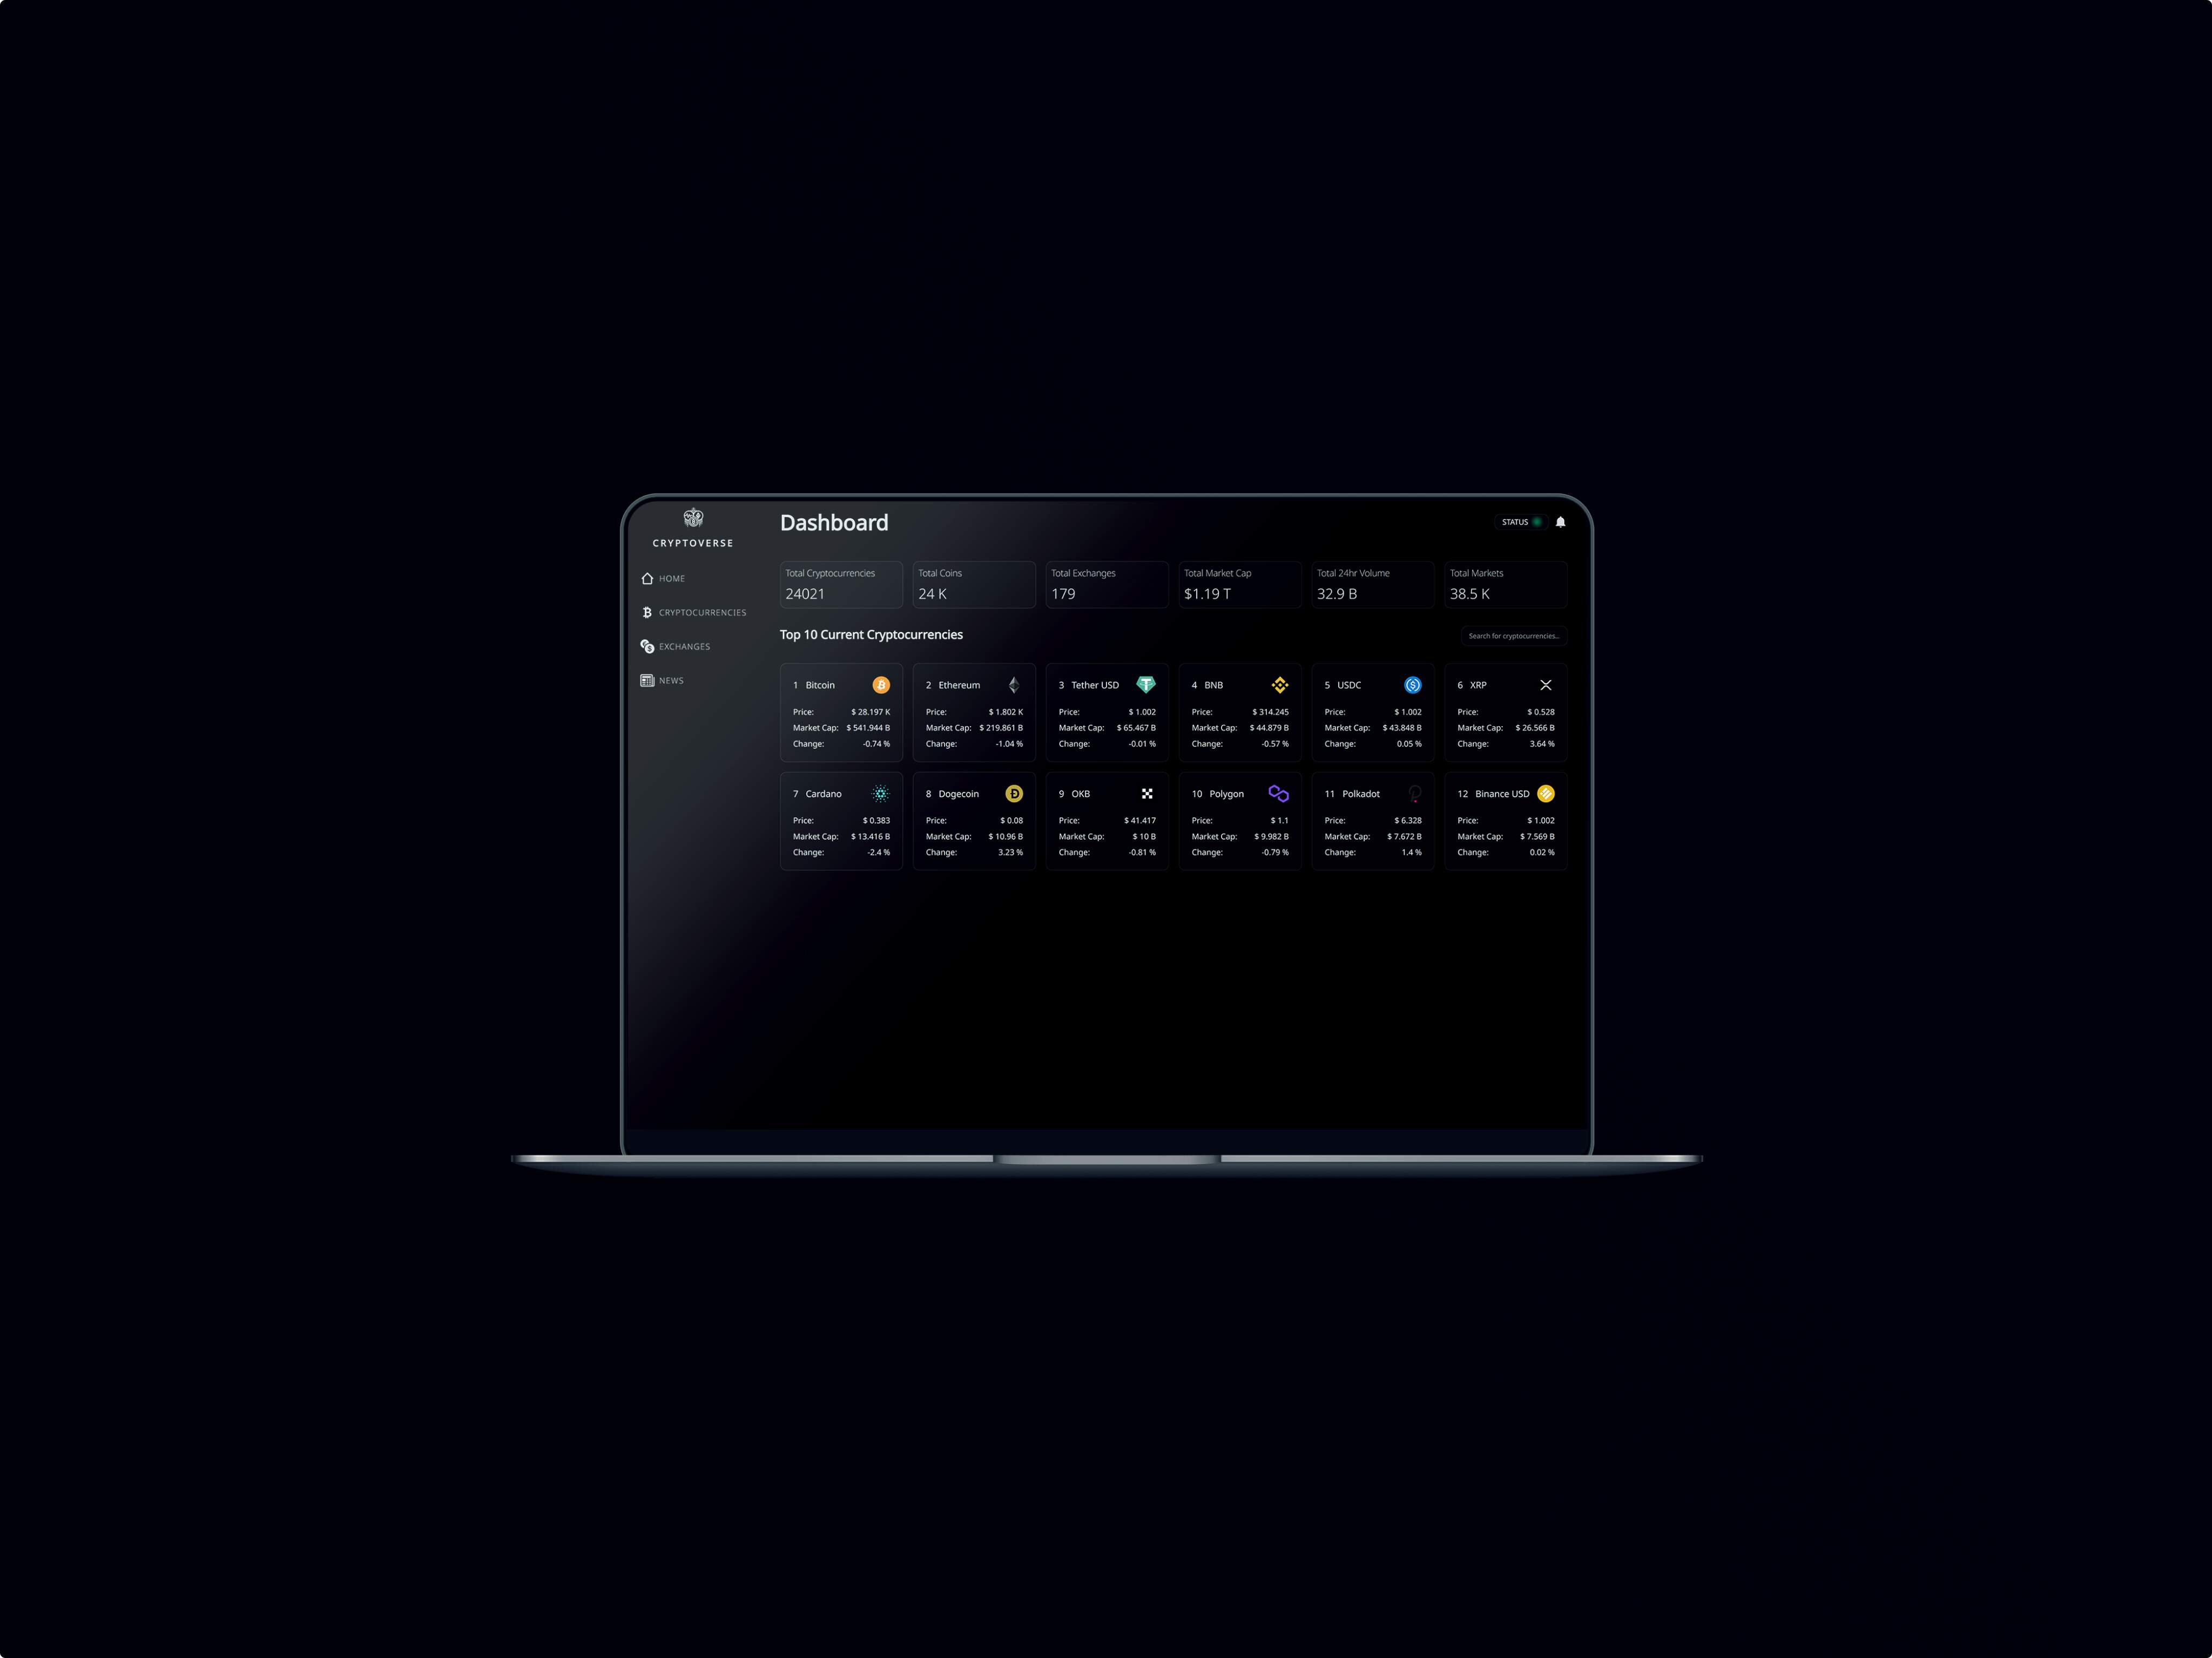 CRYPTOVERSE
HOME
CRYPTOCURRENCIES
EXCHANGES
NEWS
Dashboard
STATUS
Total Cryptocurrencies
24021
Total Coins
24 K
Total Exchanges
179
Total Market Cap
$1.19 T
Total 24hr Volume
32.9 B
Total Markets
38.5 K
Top 10 Current Cryptocurrencies
Search for cryptocurrencies...
1 Bitcoin
Price: $ 28.197 K
Market Cap: $ 541.944 B
Change: -0.74 %
2 Ethereum
Price: $ 1.802 K
Market Cap: $ 219.861 B
Change: -1.04 %
3 Tether USD
Price: $ 1.002
Market Cap: $ 65.467 B
Change: -0.01 %
4 BNB
Price: $ 314.245
Market Cap: $ 44.879 B
Change: -0.57 %
5 USDC
Price: $ 1.002
Market Cap: $ 43.848 B
Change: 0.05 %
6 XRP
Price: $ 0.528
Market Cap: $ 26.566 B
Change: 3.64 %
7 Cardano
Price: $ 0.383
Market Cap: $ 13.416 B
Change: -2.4 %
8 Dogecoin
Price: $ 0.08
Market Cap: $ 10.96 B
Change: 3.23 %
9 OKB
Price: $ 41.417
Market Cap: $ 10 B
Change: -0.81 %
10 Polygon
Price: $ 1.1
Market Cap: $ 9.982 B
Change: -0.79 %
11 Polkadot
Price: $ 6.328
Market Cap: $ 7.672 B
Change: 1.4 %
12 Binance USD
Price: $ 1.002
Market Cap: $ 7.569 B
Change: 0.02 %